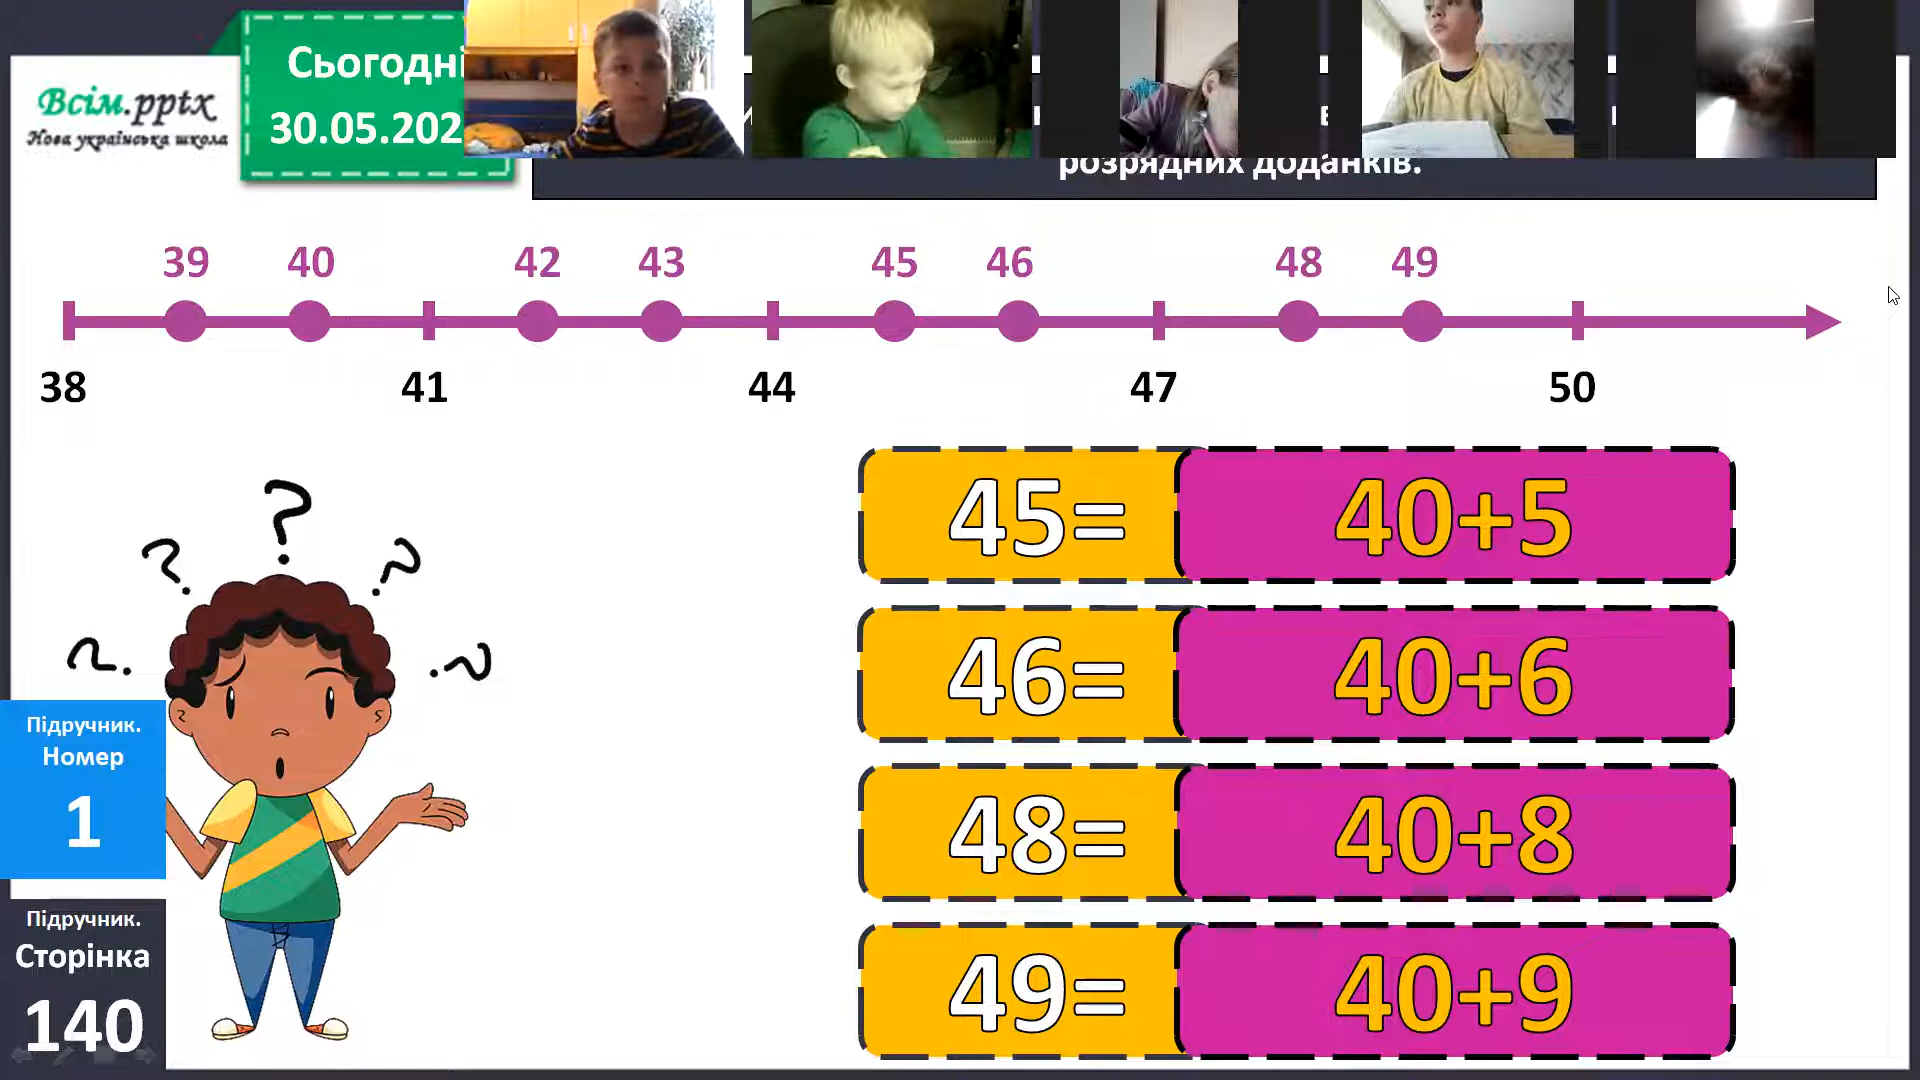 Всім.pptx
Нова українська школа
Сьогодні
30.05.202
розрядних доданків.
39 40 42 43 45 46 48 49
38 41 44 47 50
45= 40+5
46= 40+6
48= 40+8
49= 40+9
? ? ? ? ?
Підручник.
Номер
1
Підручник.
Сторінка
140